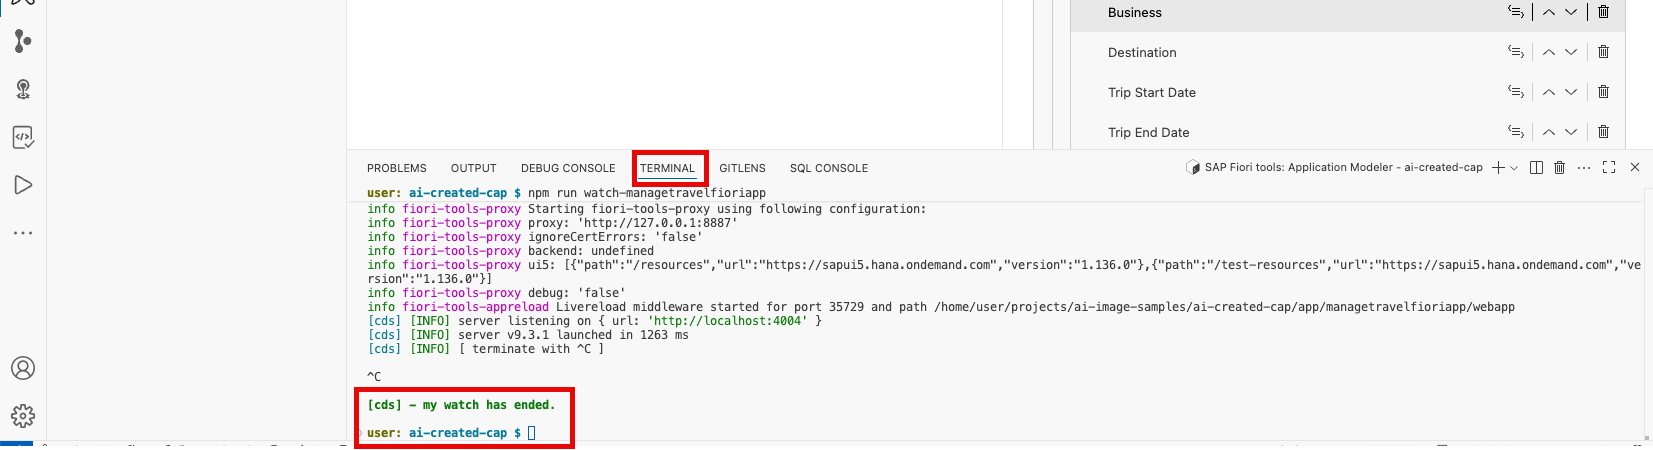 Business
Destination
Trip Start Date
Trip End Date
PROBLEMS OUTPUT DEBUG CONSOLE TERMINAL GITLENS SQL CONSOLE SAP Fiori tools: Application Modeler - ai-created-cap
user: ai-created-cap $ npm run watch-managetravelfioriapp
info fiori-tools-proxy Starting fiori-tools-proxy using following configuration:
info fiori-tools-proxy proxy: 'http://127.0.0.1:8887'
info fiori-tools-proxy ignoreCertErrors: 'false'
info fiori-tools-proxy backend: undefined
info fiori-tools-proxy ui5: [{"path":"/resources","url":"https://sapui5.hana.ondemand.com","version":"1.136.0"},{"path":"/test-resources","url":"https://sapui5.hana.ondemand.com","ve
rsion":"1.136.0"}]
info fiori-tools-proxy debug: 'false'
info fiori-tools-appreload Livereload middleware started for port 35729 and path /home/user/projects/ai-image-samples/ai-created-cap/app/managetravelfioriapp/webapp
[cds] [INFO] server listening on { url: 'http://localhost:4004' }
[cds] [INFO] server v9.3.1 launched in 1263 ms
[cds] [INFO] [ terminate with ^C ]
^C
[cds] - my watch has ended.
user: ai-created-cap $